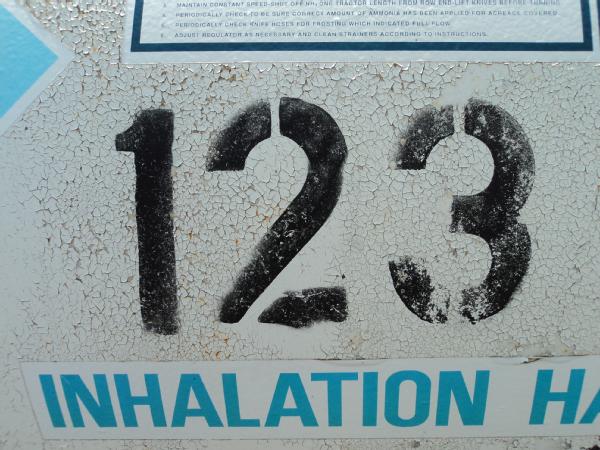 MAINTAIN CONSTANT SPEED-SHUT OFF NH3 ONE TRACTOR LENGTH FROM ROW END-LIFT KNIVES BEFORE TURNING
PERIODICALLY CHECK TO BE SURE CORRECT AMOUNT OF AMMONIA HAS BEEN APPLIED FOR ACREAGE COVERED
PERIODICALLY CHECK KNIFE HOSES FOR FROSTING WHICH INDICATED FULL FLOW
ADJUST REGULATOR AS NECESSARY AND CLEAN STRAINERS ACCORDING TO INSTRUCTIONS.
123
INHALATION HA